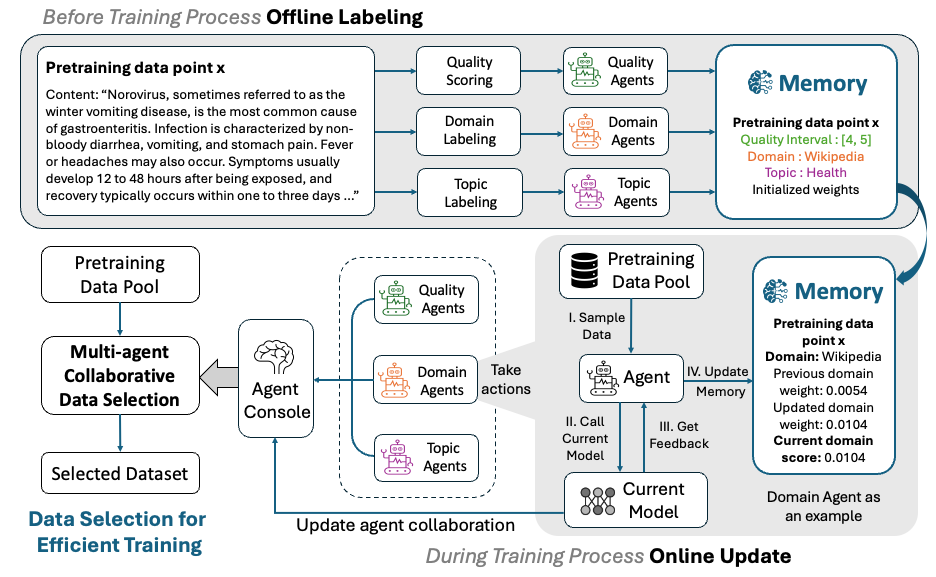 Before Training Process Offline Labeling
Pretraining data point x
Content: “Norovirus, sometimes referred to as the
winter vomiting disease, is the most common cause
of gastroenteritis. Infection is characterized by non-
bloody diarrhea, vomiting, and stomach pain. Fever
or headaches may also occur. Symptoms usually
develop 12 to 48 hours after being exposed, and
recovery typically occurs within one to three days ...”
Quality
Scoring
Quality
Agents
Domain
Labeling
Domain
Agents
Topic
Labeling
Topic
Agents
Memory
Pretraining data point x
Quality Interval : [4, 5]
Domain : Wikipedia
Topic : Health
Initialized weights
Pretraining
Data Pool
Multi-agent
Collaborative
Data Selection
Selected Dataset
Data Selection for
Efficient Training
Agent
Console
Quality
Agents
Domain
Agents
Topic
Agents
Take
actions
Pretraining
Data Pool
I. Sample
Data
Agent
IV. Update
Memory
II. Call
Current
Model
III. Get
Feedback
Current
Model
Memory
Pretraining data
point x
Domain: Wikipedia
Previous domain
weight: 0.0054
Updated domain
weight: 0.0104
Current domain
score: 0.0104
Domain Agent as
an example
Update agent collaboration
During Training Process Online Update